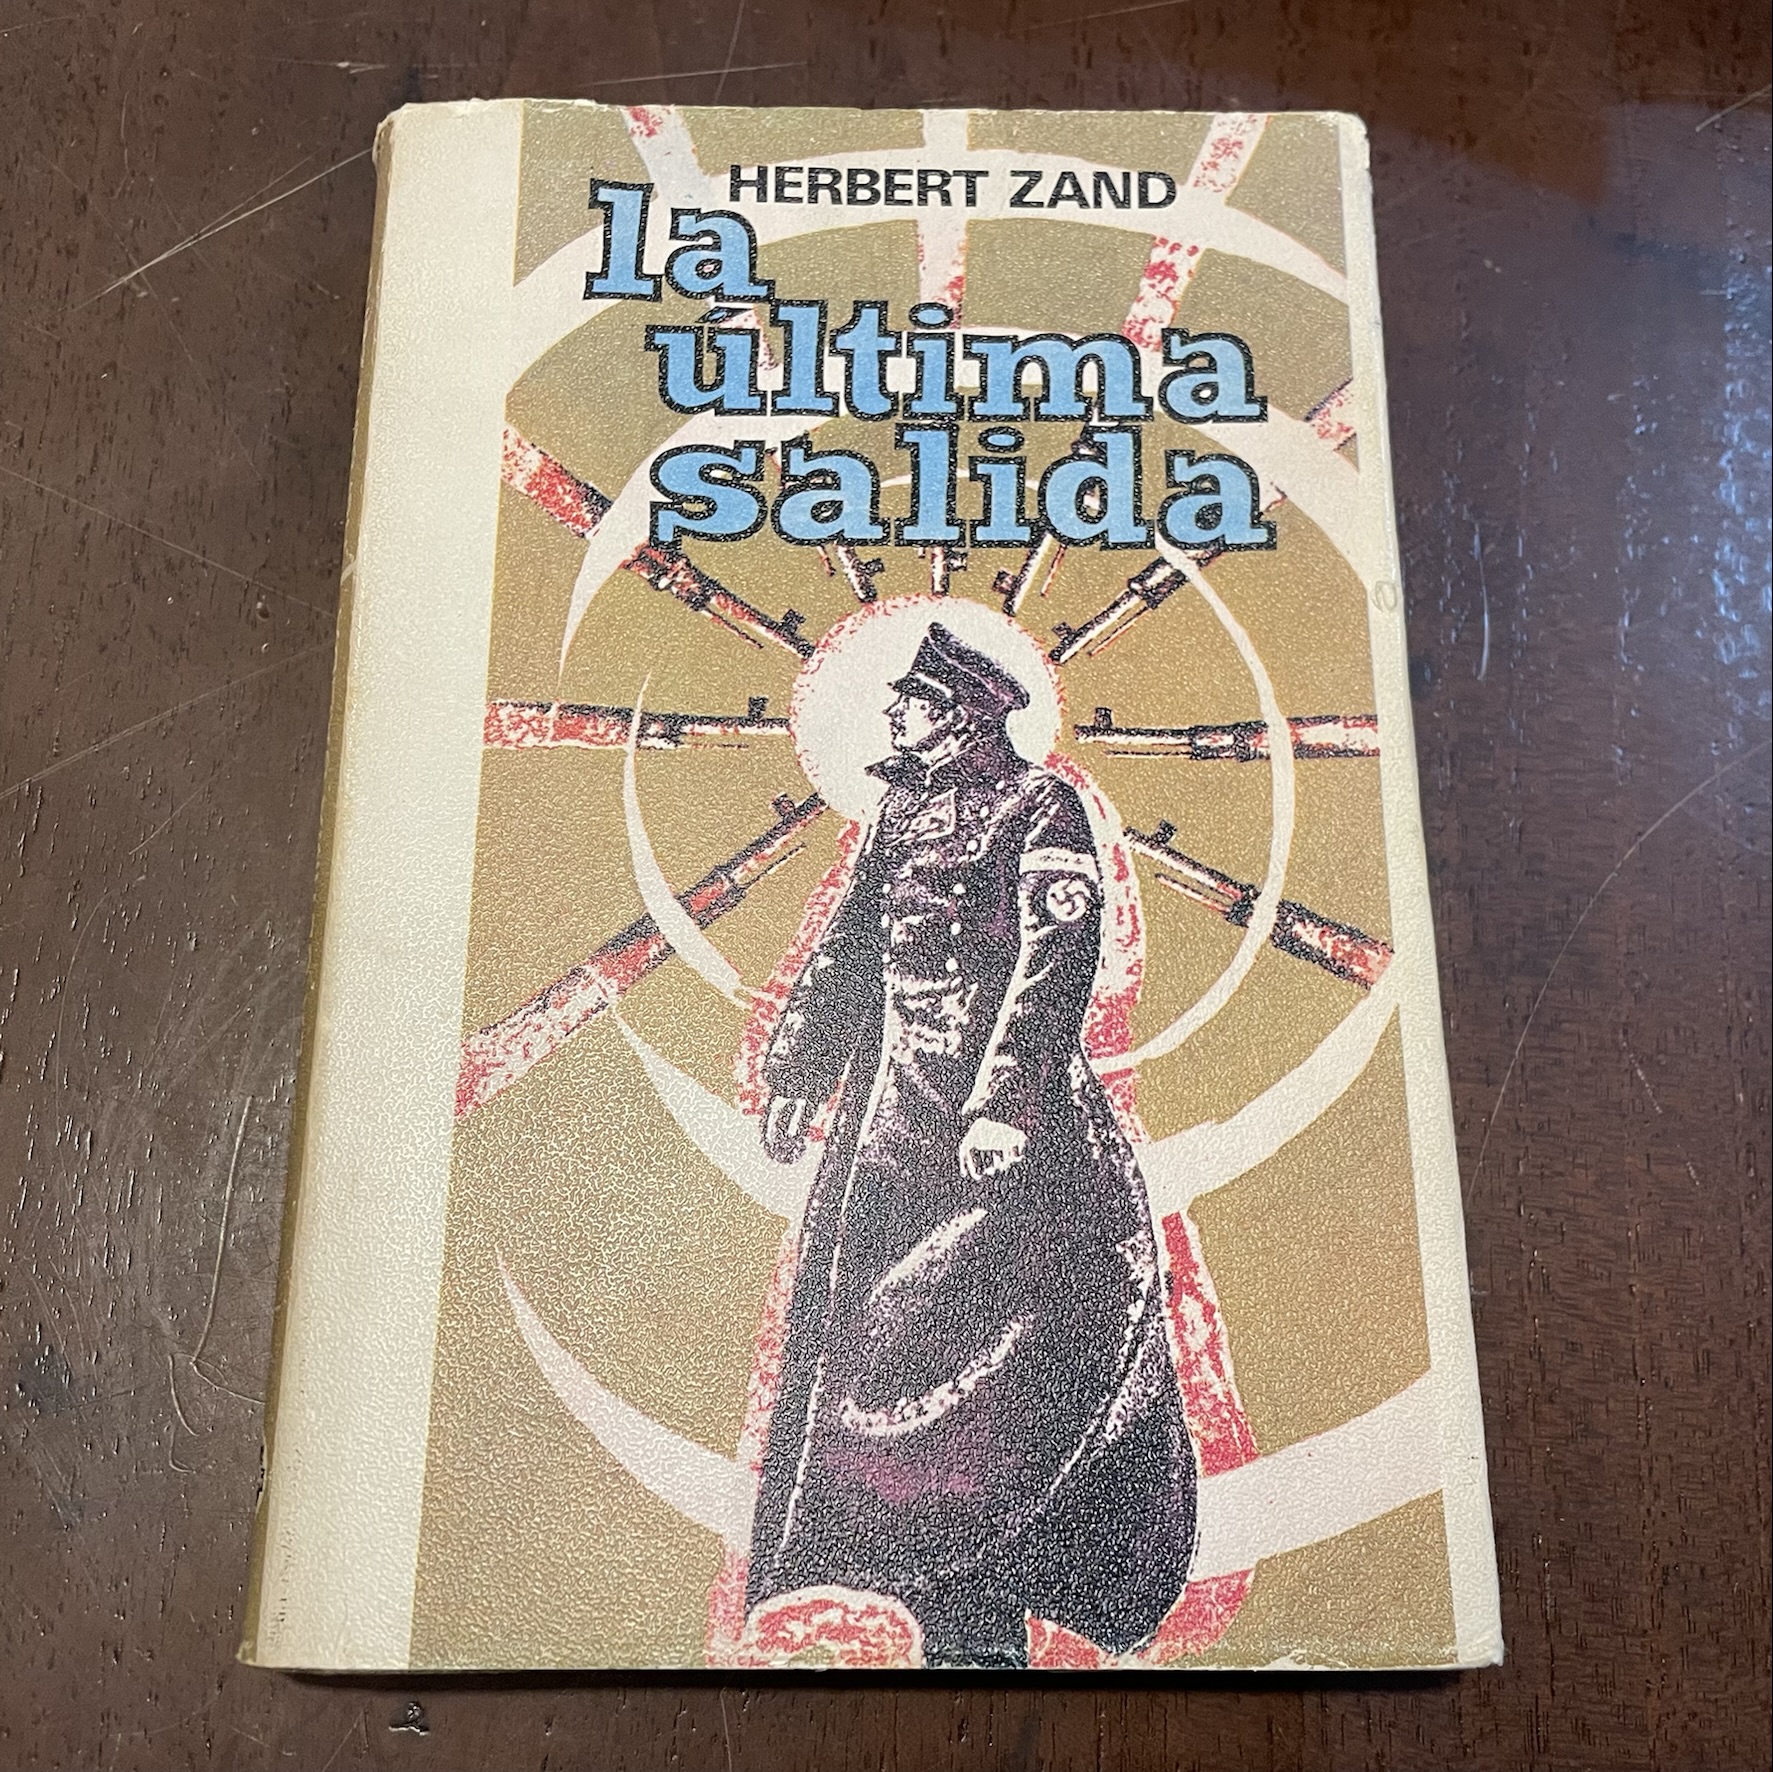 HERBERT ZAND
la
última
salida